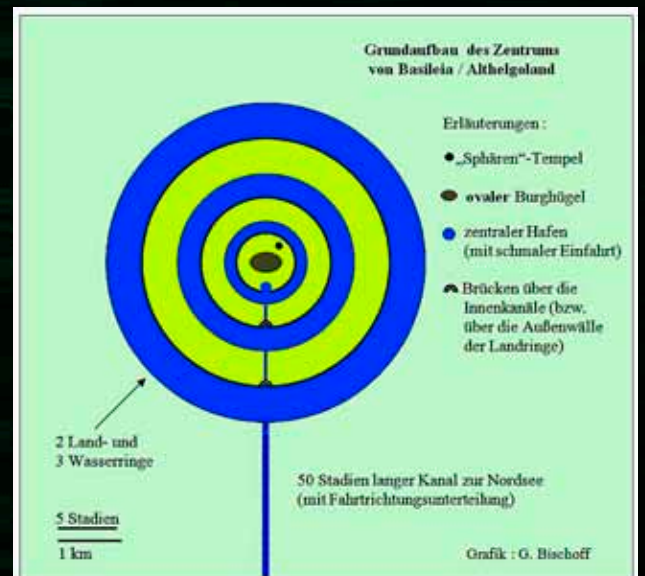 Grundaufbau des Zentrums
von Basileia / Althelgoland
Erläuterungen :
„Sphären“-Tempel
ovaler Burghügel
zentraler Hafen
(mit schmaler Einfahrt)
Brücken über die
Innenkanäle (bzw.
über die Außenwälle
der Landringe)
2 Land- und
3 Wasserringe
50 Stadien langer Kanal zur Nordsee
(mit Fahrtrichtungsunterteilung)
5 Stadien
1 km
Grafik : G. Bischoff